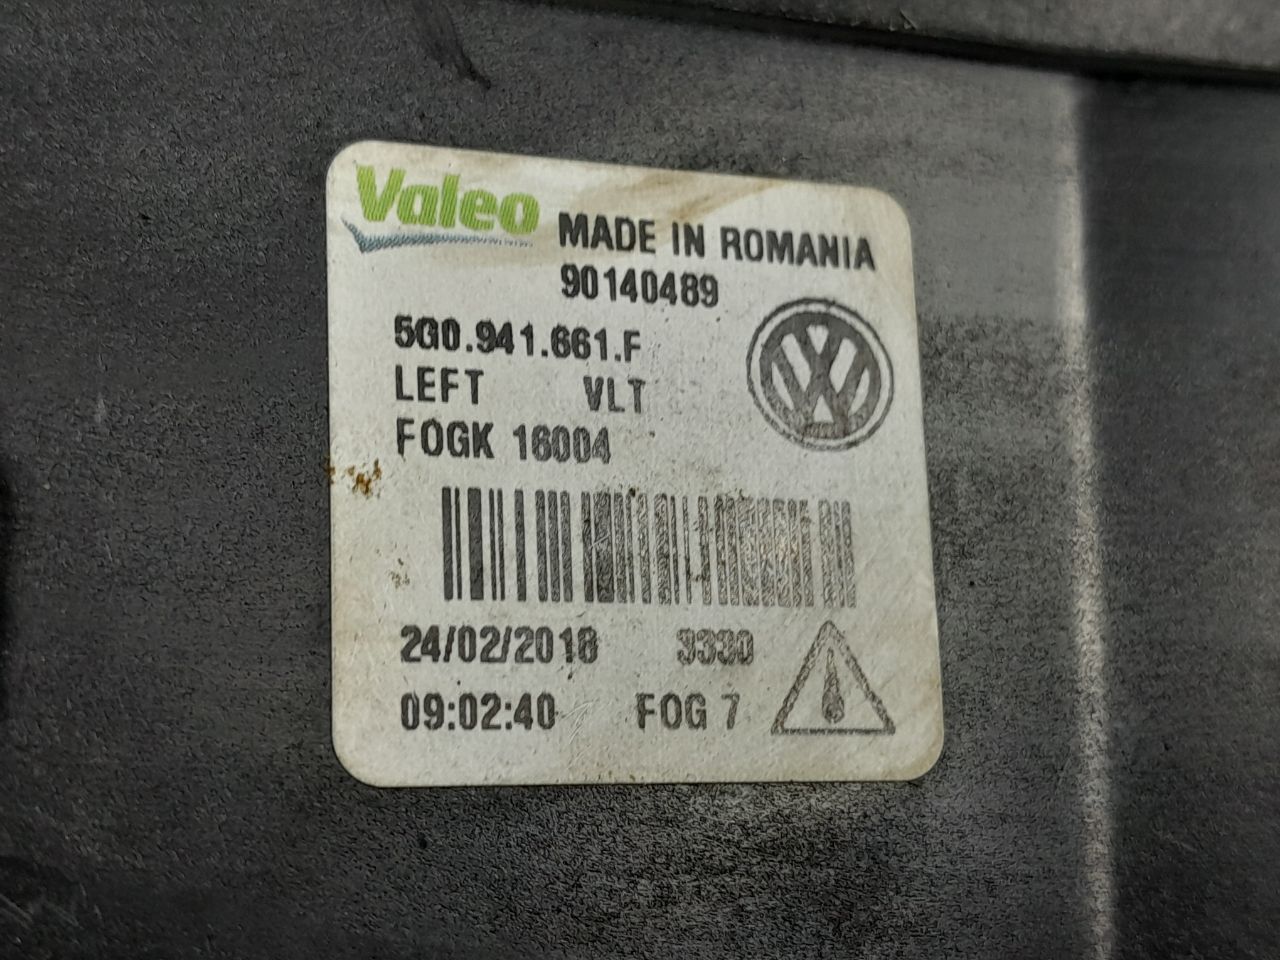 Valeo MADE IN ROMANIA
90140489
5G0.941.661.F
LEFT VLT
FOGK 16004
24/02/2018 3330
09:02:40 FOG 7